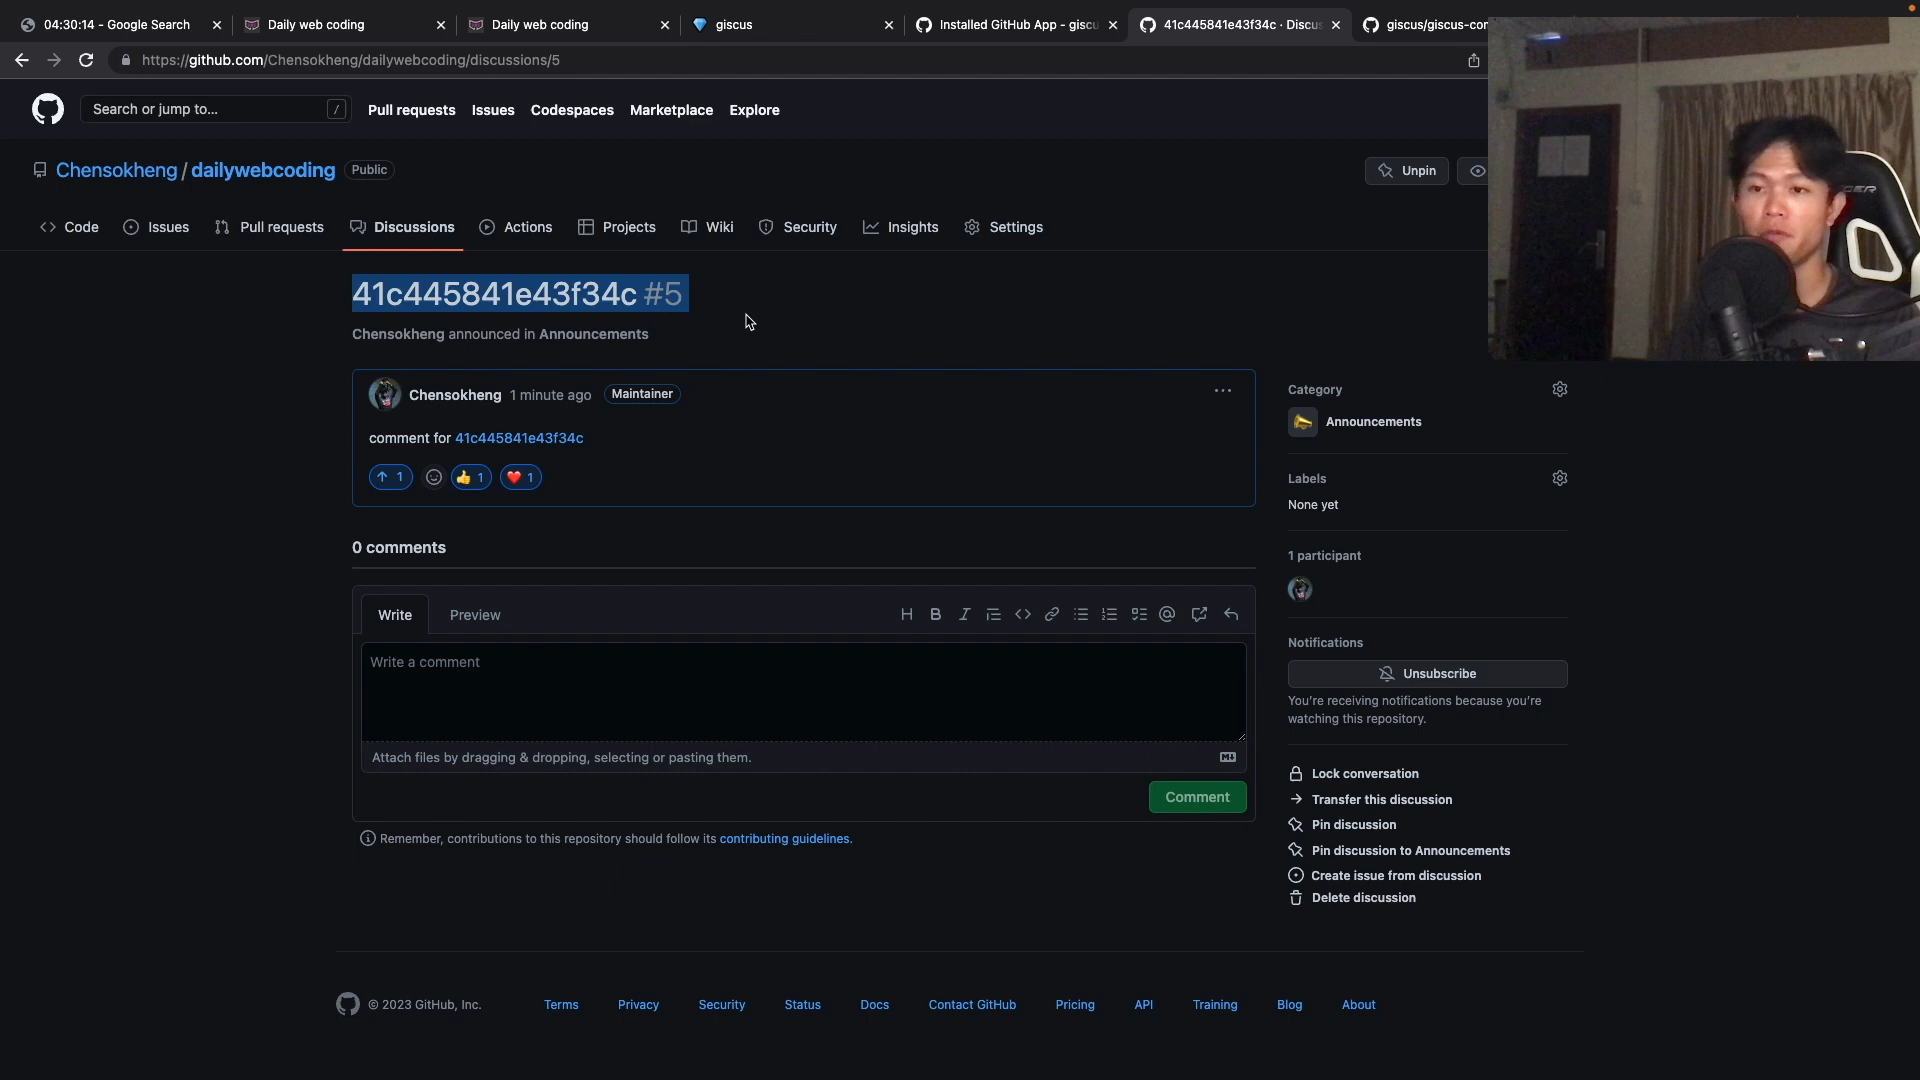 04:30:14 - Google Search
Daily web coding
Daily web coding
giscus
Installed GitHub App - giscu
41c445841e43f34c · Discus
giscus/giscus-con
https://github.com/Chensokheng/dailywebcoding/discussions/5
Search or jump to... /
Pull requests Issues Codespaces Marketplace Explore
Chensokheng / dailywebcoding Public
Unpin
Code Issues Pull requests Discussions Actions Projects Wiki Security Insights Settings
41c445841e43f34c #5
Chensokheng announced in Announcements
Chensokheng 1 minute ago Maintainer
comment for 41c445841e43f34c
1 1 1
0 comments
Write Preview
Write a comment
Attach files by dragging & dropping, selecting or pasting them.
Comment
Remember, contributions to this repository should follow its contributing guidelines.
Category
Announcements
Labels
None yet
1 participant
Notifications
Unsubscribe
You're receiving notifications because you're
watching this repository.
Lock conversation
Transfer this discussion
Pin discussion
Pin discussion to Announcements
Create issue from discussion
Delete discussion
© 2023 GitHub, Inc. Terms Privacy Security Status Docs Contact GitHub Pricing API Training Blog About